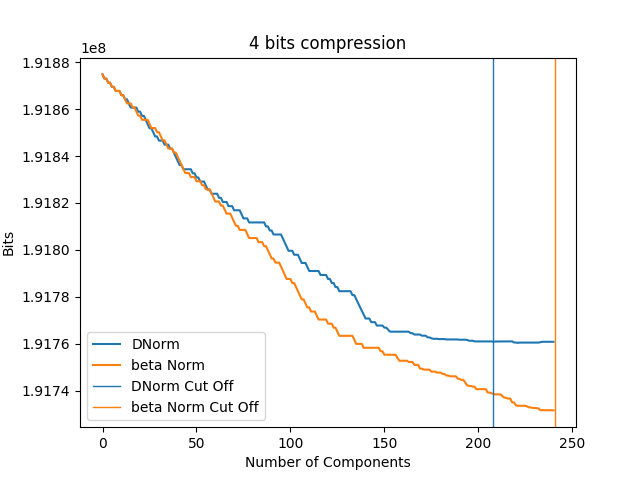 4 bits compression
1e8
1.9188
1.9186
1.9184
1.9182
1.9180
1.9178
1.9176
1.9174
Bits
DNorm
beta Norm
DNorm Cut Off
beta Norm Cut Off
0
50
100
150
200
250
Number of Components